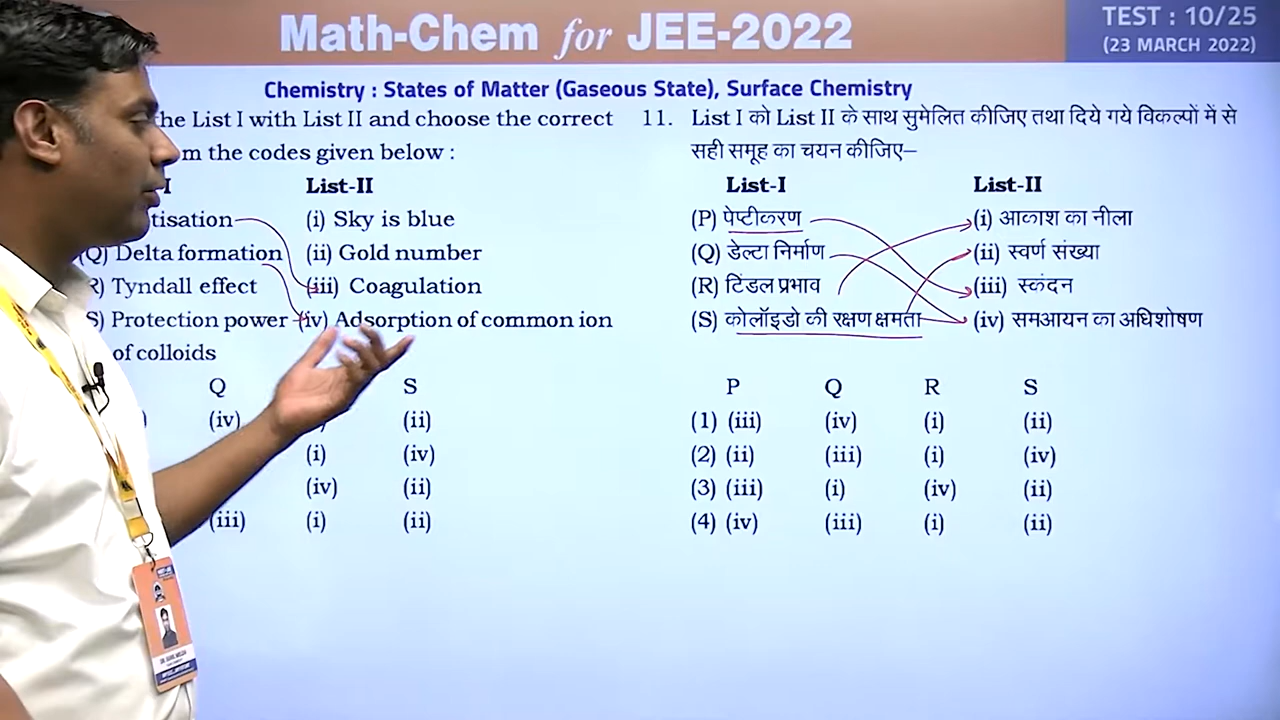 Math-Chem for JEE-2022
TEST : 10/25
(23 MARCH 2022)
Chemistry : States of Matter (Gaseous State), Surface Chemistry
the List I with List II and choose the correct
m the codes given below :
I List-II
tisation (i) Sky is blue
(Q) Delta formation (ii) Gold number
R) Tyndall effect (iii) Coagulation
S) Protection power (iv) Adsorption of common ion
of colloids
Q S
) (iv) (ii)
(i) (iv)
(iv) (ii)
(iii) (i) (ii)
11. List I को List II के साथ सुमेलित कीजिए तथा दिये गये विकल्पों में से
सही समूह का चयन कीजिए–
List-I List-II
(P) पेप्टीकरण (i) आकाश का नीला
(Q) डेल्टा निर्माण (ii) स्वर्ण संख्या
(R) टिंडल प्रभाव (iii) स्कंदन
(S) कोलॉइडो की रक्षण क्षमता (iv) समआयन का अधिशोषण
P Q R S
(1) (iii) (iv) (i) (ii)
(2) (ii) (iii) (i) (iv)
(3) (iii) (i) (iv) (ii)
(4) (iv) (iii) (i) (ii)